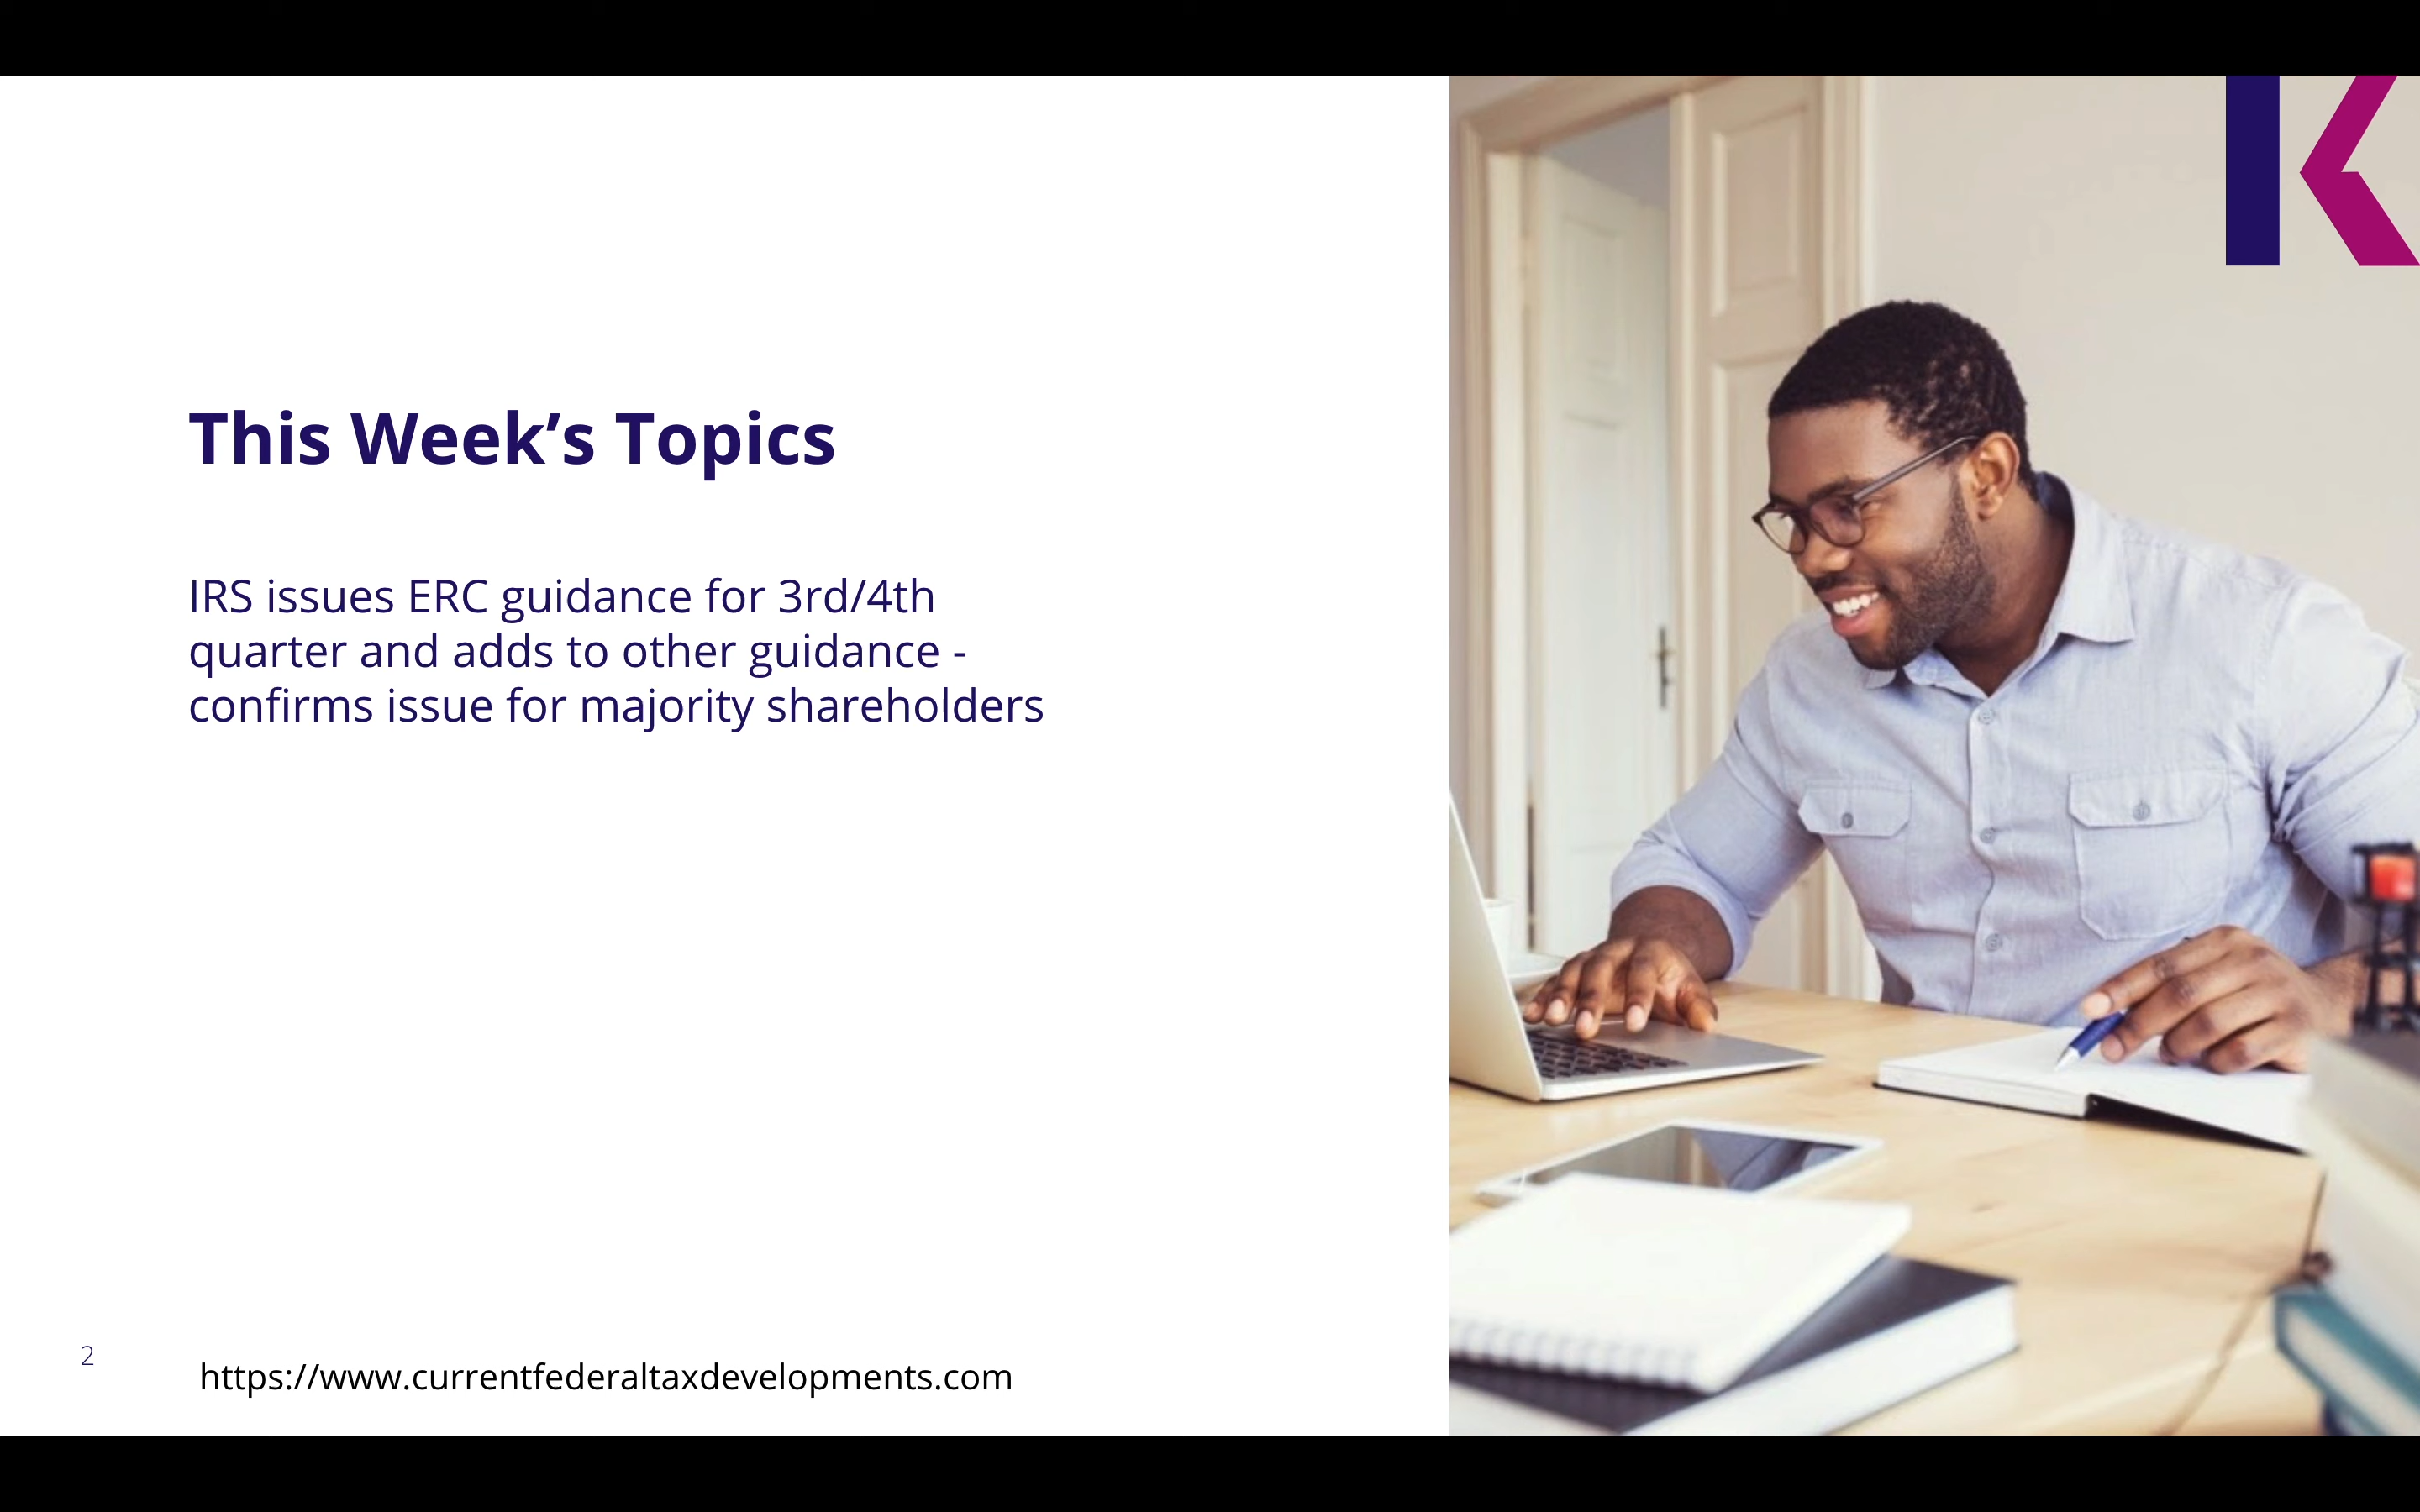 This Week’s Topics
IRS issues ERC guidance for 3rd/4th
quarter and adds to other guidance -
confirms issue for majority shareholders
2
https://www.currentfederaltaxdevelopments.com